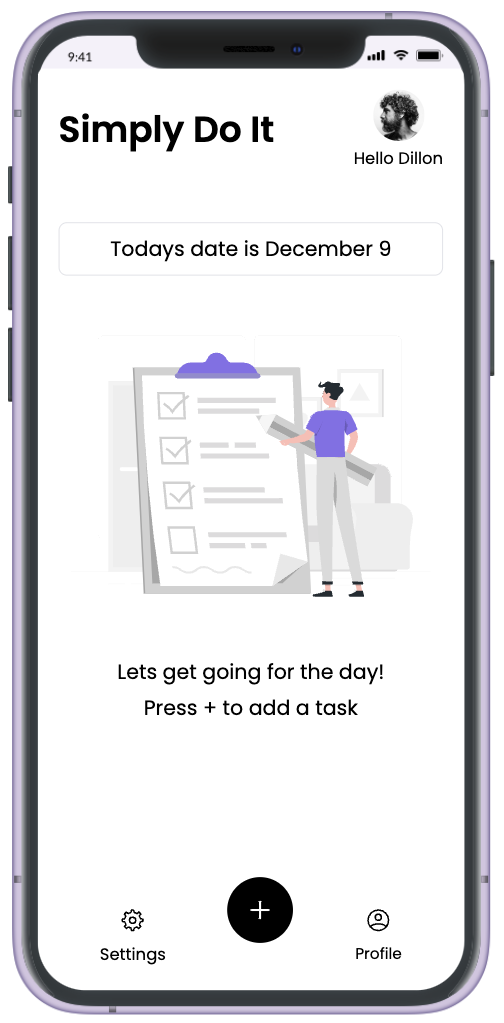 9:41
Simply Do It
Hello Dillon
Todays date is December 9
Lets get going for the day!
Press + to add a task
+
Settings
Profile